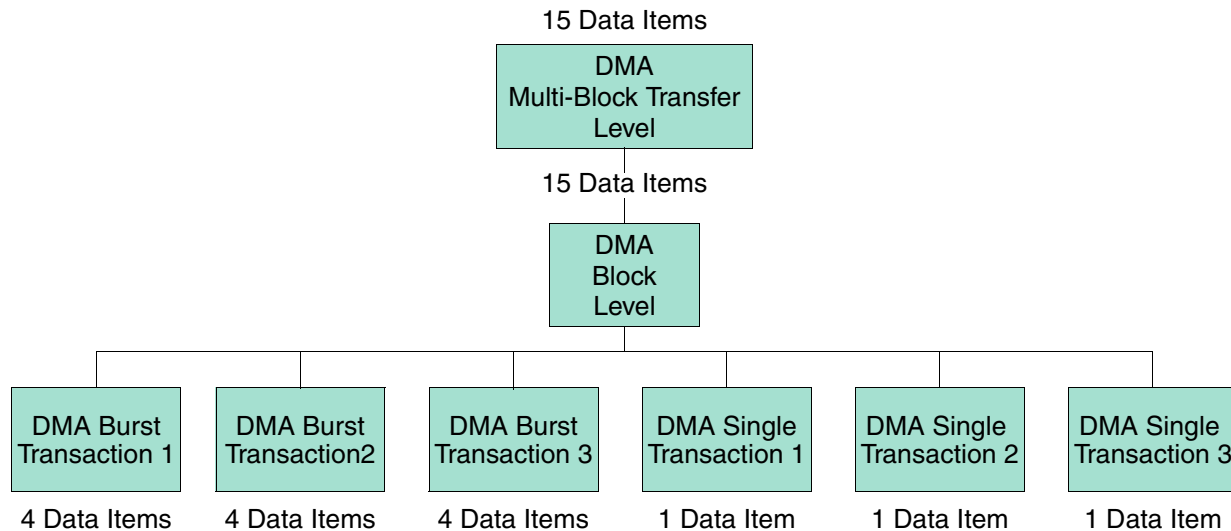 15 Data Items
DMA
Multi-Block Transfer
Level
15 Data Items
DMA
Block
Level
DMA Burst
Transaction 1
DMA Burst
Transaction2
DMA Burst
Transaction 3
DMA Single
Transaction 1
DMA Single
Transaction 2
DMA Single
Transaction 3
4 Data Items
4 Data Items
4 Data Items
1 Data Item
1 Data Item
1 Data Item